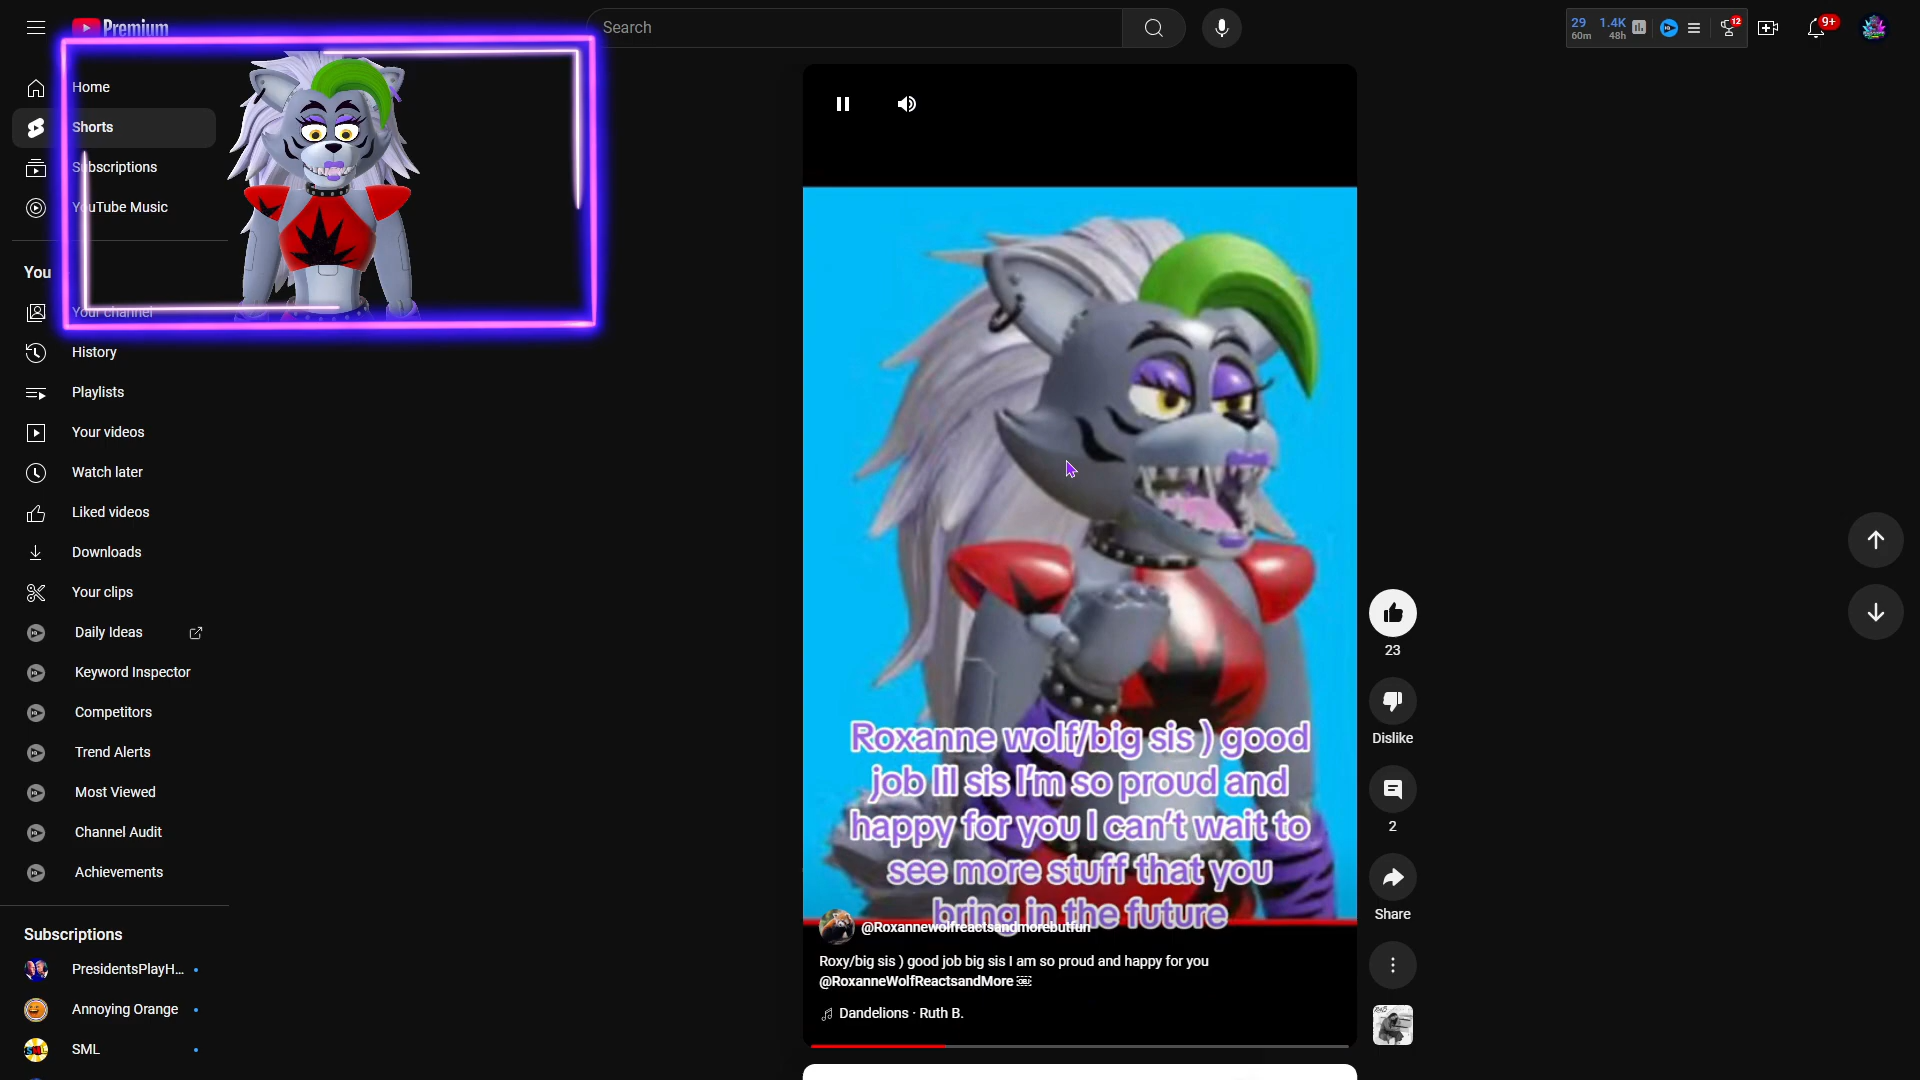 Premium
Search
29
60m
1.4K
48h
12
9+
Home
Shorts
Subscriptions
YouTube Music
You
Your channel
History
Playlists
Your videos
Watch later
Liked videos
Downloads
Your clips
Daily Ideas
Keyword Inspector
Competitors
Trend Alerts
Most Viewed
Channel Audit
Achievements
Subscriptions
PresidentsPlayH...
Annoying Orange
SML
Roxanne wolf/big sis ) good
job lil sis I'm so proud and
happy for you I can't wait to
see more stuff that you
bring in the future
@Roxannewolfreactsandmorebutfun
Roxy/big sis ) good job big sis I am so proud and happy for you
@RoxanneWolfReactsandMore
Dandelions · Ruth B.
23
Dislike
2
Share